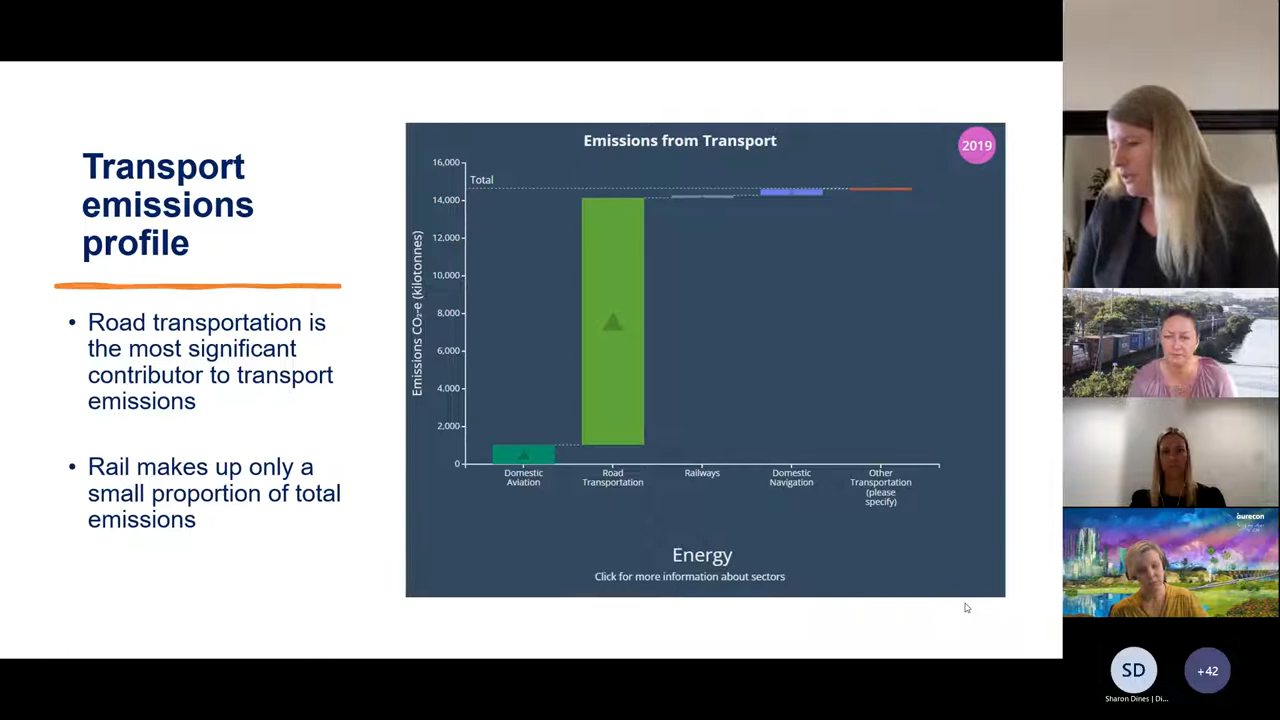 Transport
emissions
profile
• Road transportation is
the most significant
contributor to transport
emissions
• Rail makes up only a
small proportion of total
emissions
Emissions from Transport
2019
Emissions CO₂-e (kilotonnes)
16,000
14,000
12,000
10,000
8,000
6,000
4,000
2,000
0
Total
Domestic
Aviation
Road
Transportation
Railways
Domestic
Navigation
Other
Transportation
(please
specify)
Energy
Click for more information about sectors
aurecon
SD
+42
Sharon Dines | Di...